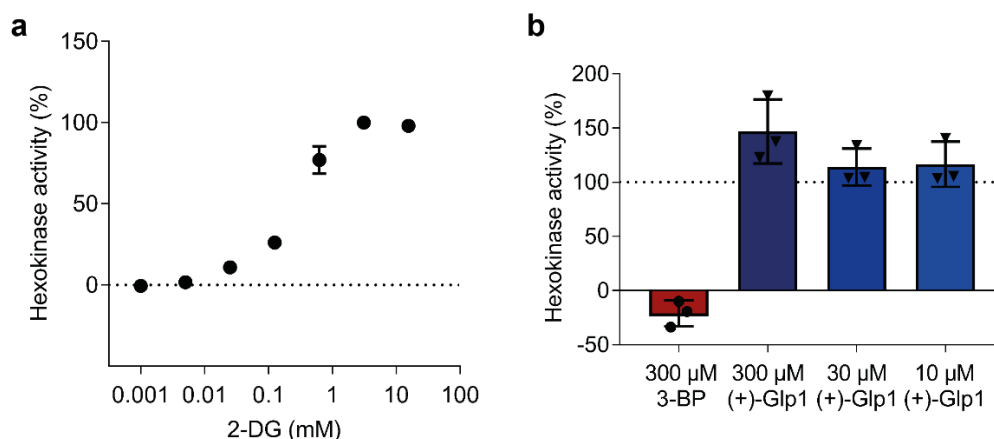 a
Hexokinase activity (%)
150
100
50
0
0.001 0.01 0.1 1 10 100
2-DG (mM)
b
Hexokinase activity (%)
200
150
100
50
0
-50
300 µM 300 µM 30 µM 10 µM
3-BP (+)-Glp1 (+)-Glp1 (+)-Glp1